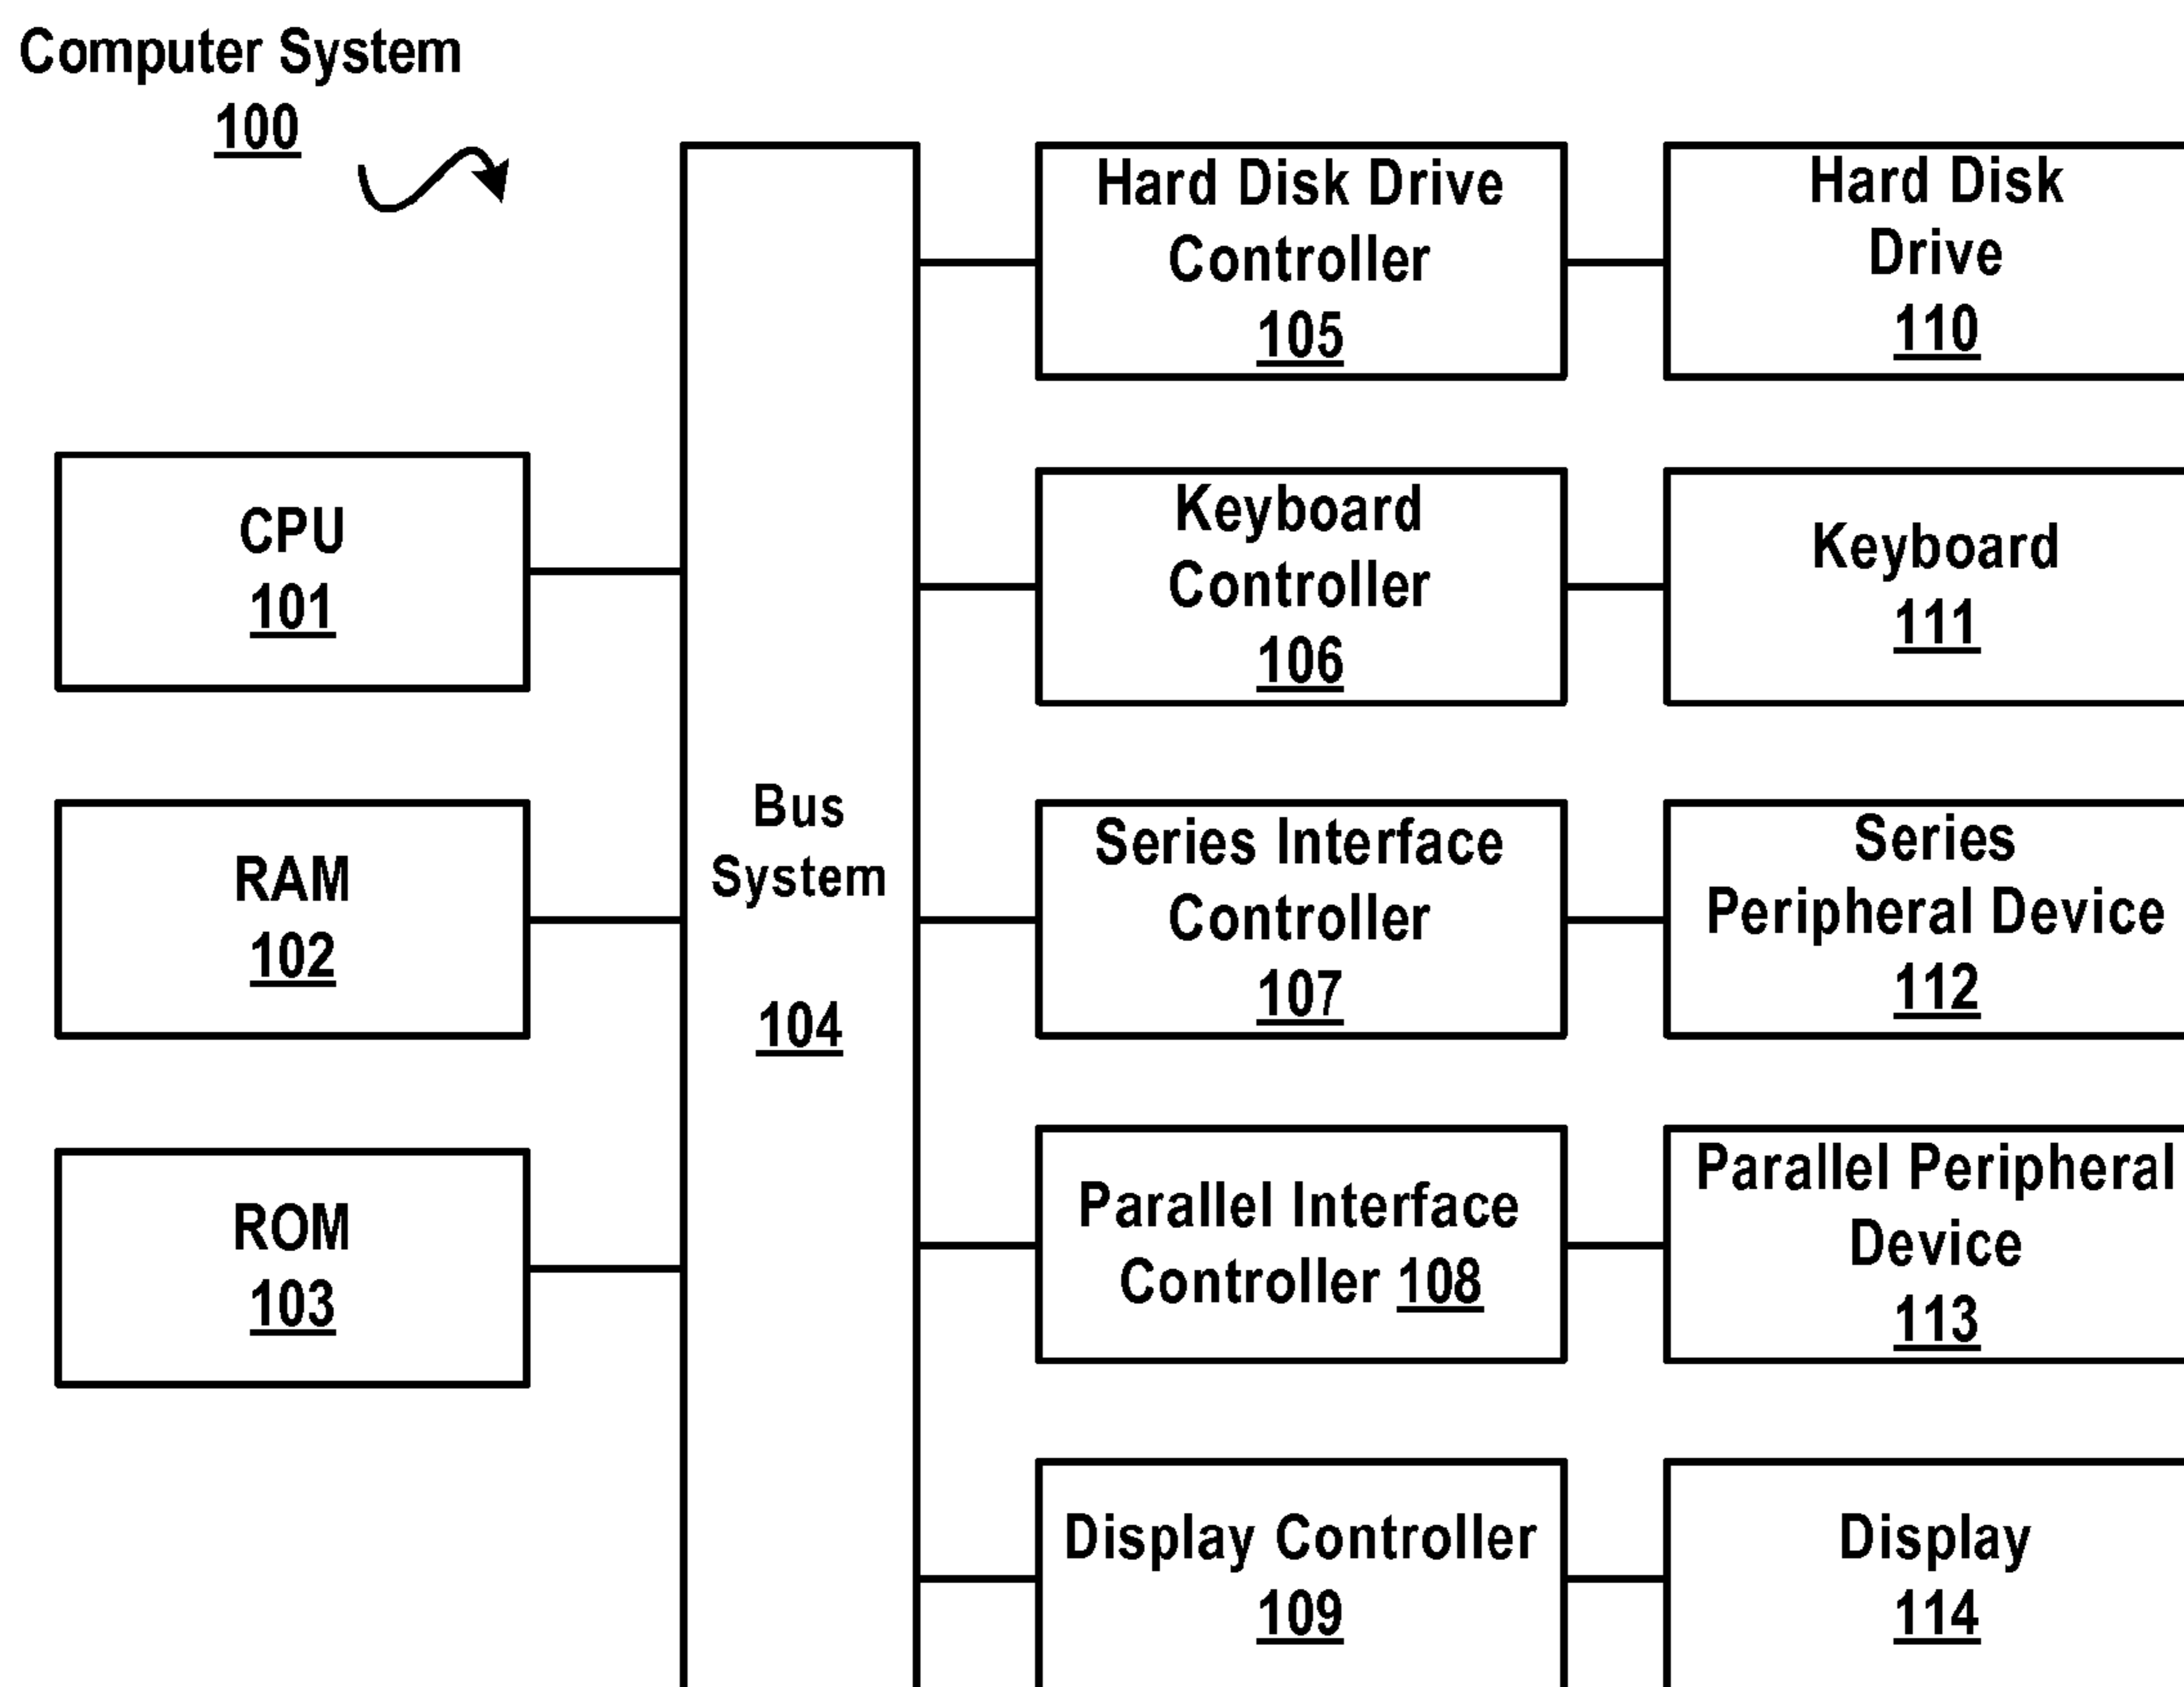 Computer System
100
CPU
101
RAM
102
ROM
103
Bus
System
104
Hard Disk Drive
Controller
105
Hard Disk
Drive
110
Keyboard
Controller
106
Keyboard
111
Series Interface
Controller
107
Series
Peripheral Device
112
Parallel Interface
Controller 108
Parallel Peripheral
Device
113
Display Controller
109
Display
114